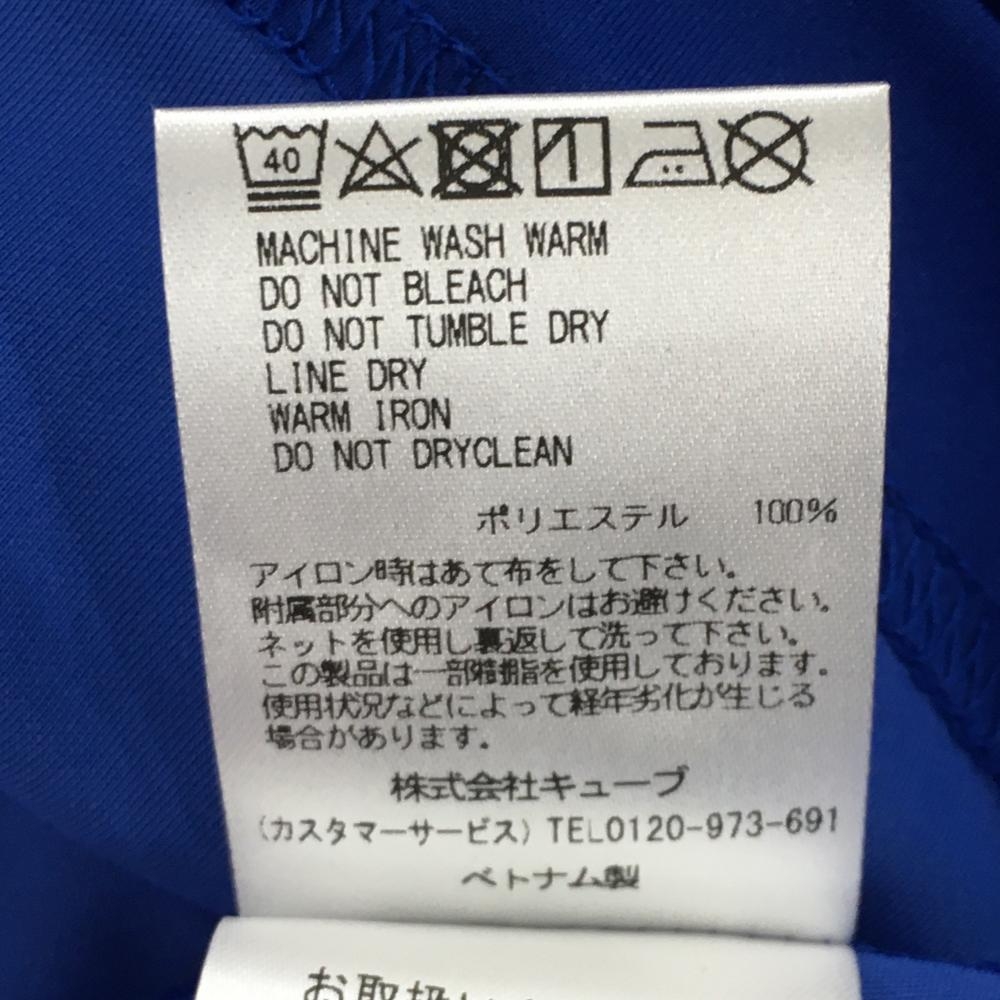 40
MACHINE WASH WARM
DO NOT BLEACH
DO NOT TUMBLE DRY
LINE DRY
WARM IRON
DO NOT DRYCLEAN
ポリエステル 100%
アイロン時はあて布をして下さい。
附属部分へのアイロンはお避けください。
ネットを使用し裏返して洗って下さい。
この製品は一部樹脂を使用しております。
使用状況などによって経年劣化が生じる
場合があります。
株式会社キューブ
(カスタマーサービス) TEL0120-973-691
ベトナム製
お取扱い